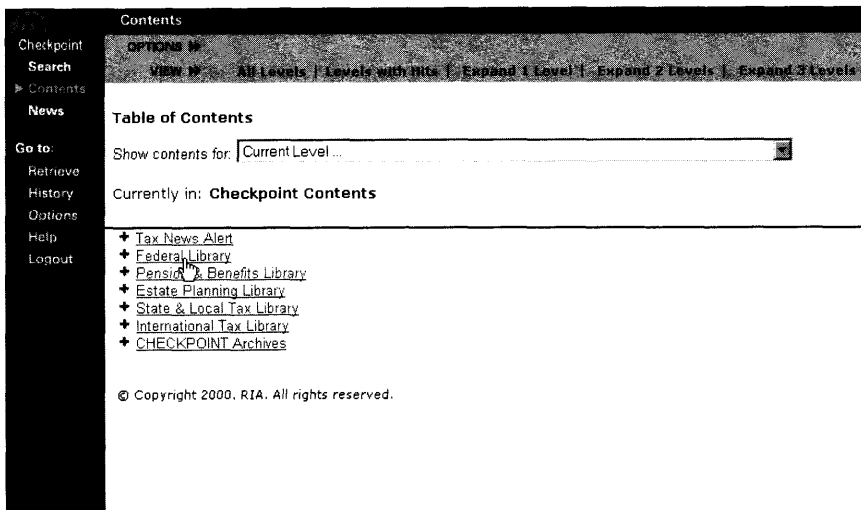 Contents
Checkpoint
Search
Contents
News
Go to:
Retrieve
History
Options
Help
Logout
OPTIONS
VIEW All Levels | Levels with Hits | Expand 1 Level | Expand 2 Levels | Expand 3 Levels
Table of Contents
Show contents for: Current Level ...
Currently in: Checkpoint Contents
+ Tax News Alert
+ Federal Library
+ Pension & Benefits Library
+ Estate Planning Library
+ State & Local Tax Library
+ International Tax Library
+ CHECKPOINT Archives
© Copyright 2000, RIA. All rights reserved.